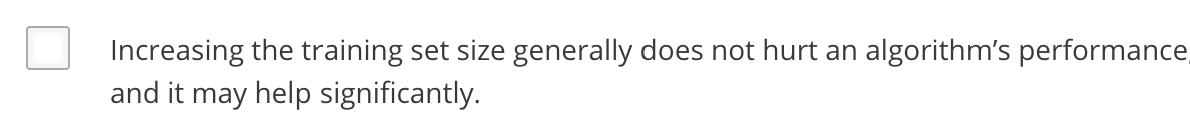 Increasing the training set size generally does not hurt an algorithm’s performance,
and it may help significantly.